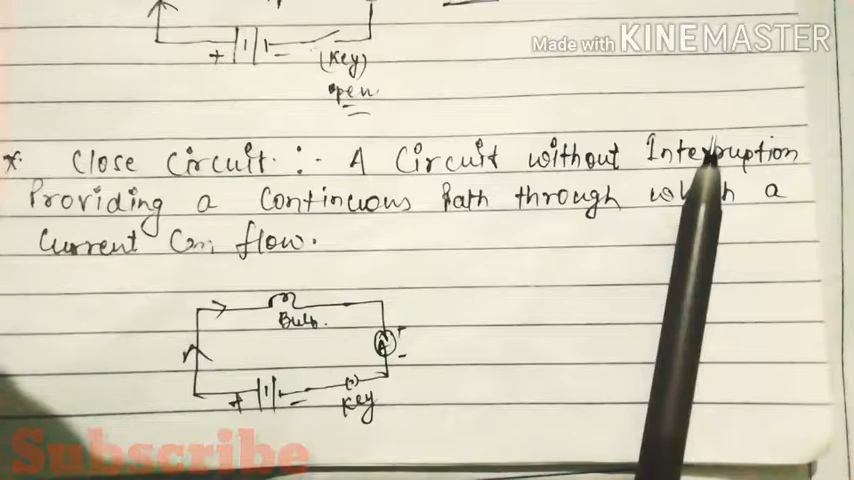 Made with KINEMASTER
+ - (Key)
open
* Close Circuit :- A Circuit without Interruption
Providing a Continuous Path through which a
Current Can flow.
Bulb.
A + -
+ - Key
Subscribe